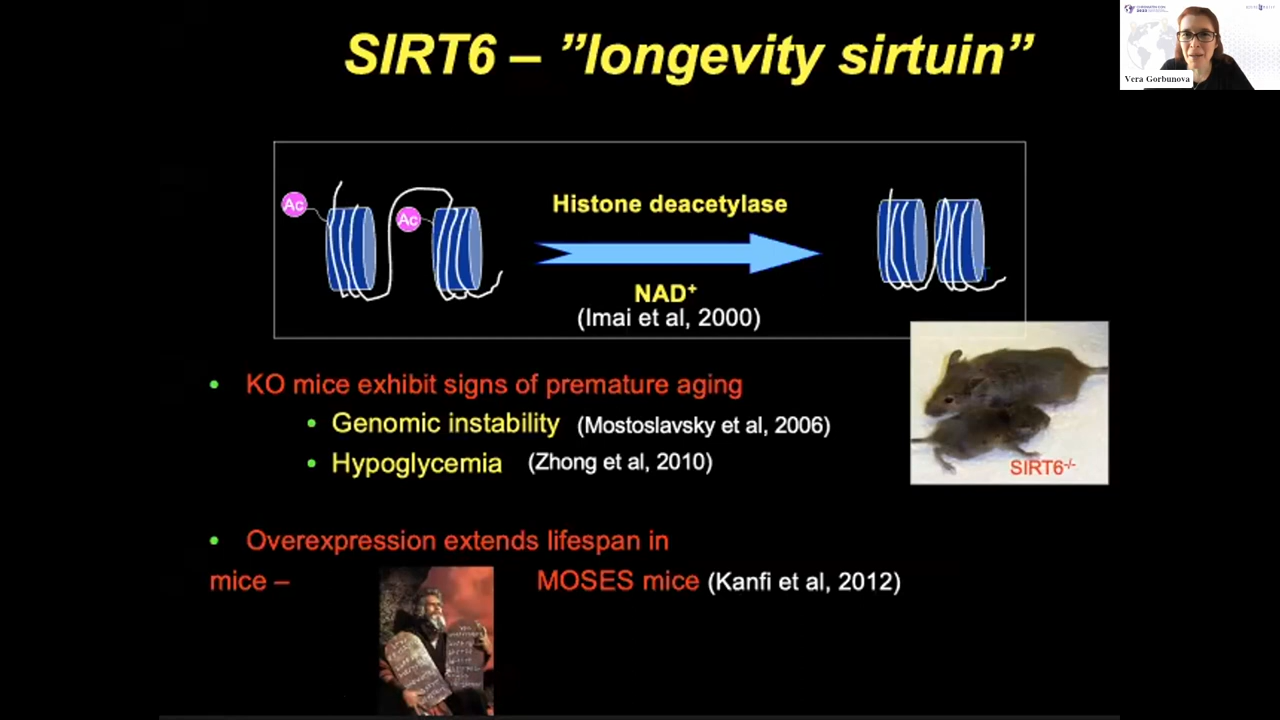 SIRT6 – ”longevity sirtuin”
Vera Gorbunova
Ac
Ac
Histone deacetylase
NAD+
(Imai et al, 2000)
• KO mice exhibit signs of premature aging
• Genomic instability (Mostoslavsky et al, 2006)
• Hypoglycemia (Zhong et al, 2010)
SIRT6-/-
• Overexpression extends lifespan in
mice – MOSES mice (Kanfi et al, 2012)